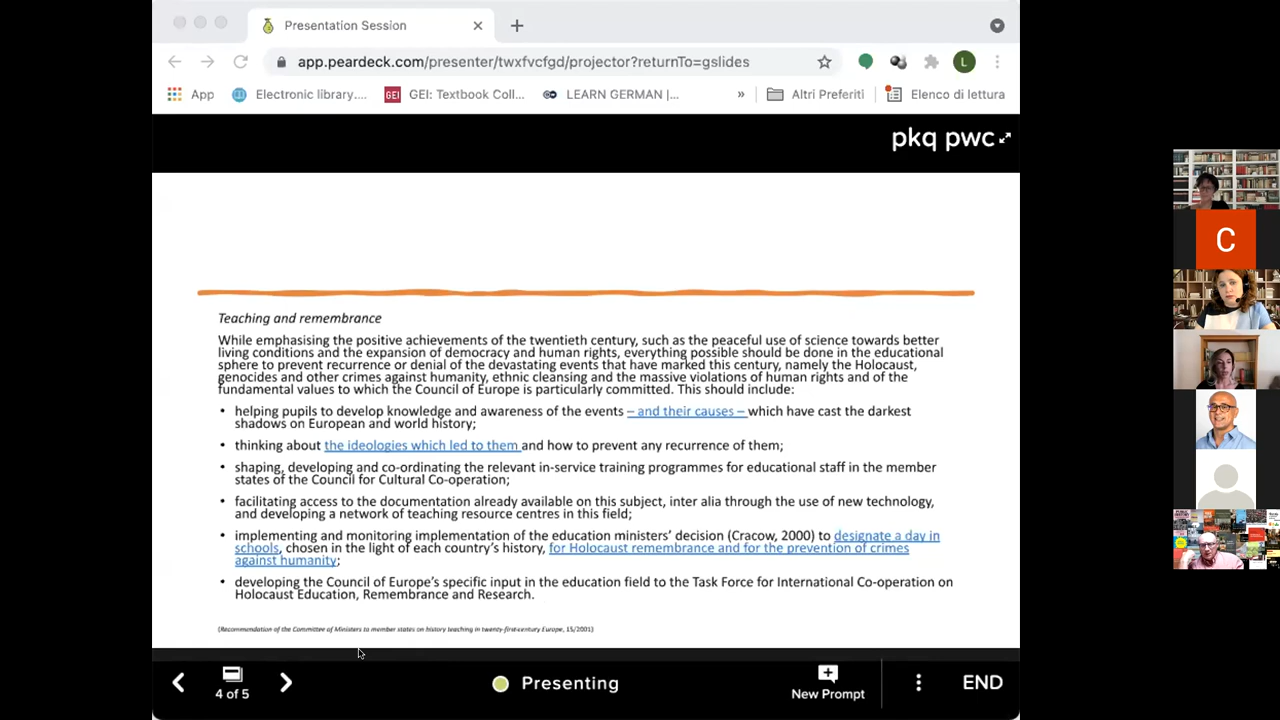 Presentation Session
app.peardeck.com/presenter/twxfvcfgd/projector?returnTo=gslides
L
App
Electronic library....
GEI
GEI: Textbook Coll...
LEARN GERMAN |...
»
Altri Preferiti
Elenco di lettura
pkq pwc
C
Teaching and remembrance
While emphasising the positive achievements of the twentieth century, such as the peaceful use of science towards better
living conditions and the expansion of democracy and human rights, everything possible should be done in the educational
sphere to prevent recurrence or denial of the devastating events that have marked this century, namely the Holocaust,
genocides and other crimes against humanity, ethnic cleansing and the massive violations of human rights and of the
fundamental values to which the Council of Europe is particularly committed. This should include:
• helping pupils to develop knowledge and awareness of the events – and their causes – which have cast the darkest
shadows on European and world history;
• thinking about the ideologies which led to them and how to prevent any recurrence of them;
• shaping, developing and co-ordinating the relevant in-service training programmes for educational staff in the member
states of the Council for Cultural Co-operation;
• facilitating access to the documentation already available on this subject, inter alia through the use of new technology,
and developing a network of teaching resource centres in this field;
• implementing and monitoring implementation of the education ministers' decision (Cracow, 2000) to designate a day in
schools, chosen in the light of each country's history, for Holocaust remembrance and for the prevention of crimes
against humanity;
• developing the Council of Europe's specific input in the education field to the Task Force for International Co-operation on
Holocaust Education, Remembrance and Research.
(Recommendation of the Committee of Ministers to member states on history teaching in twenty-first-century Europe, 15/2001)
4 of 5
Presenting
New Prompt
END